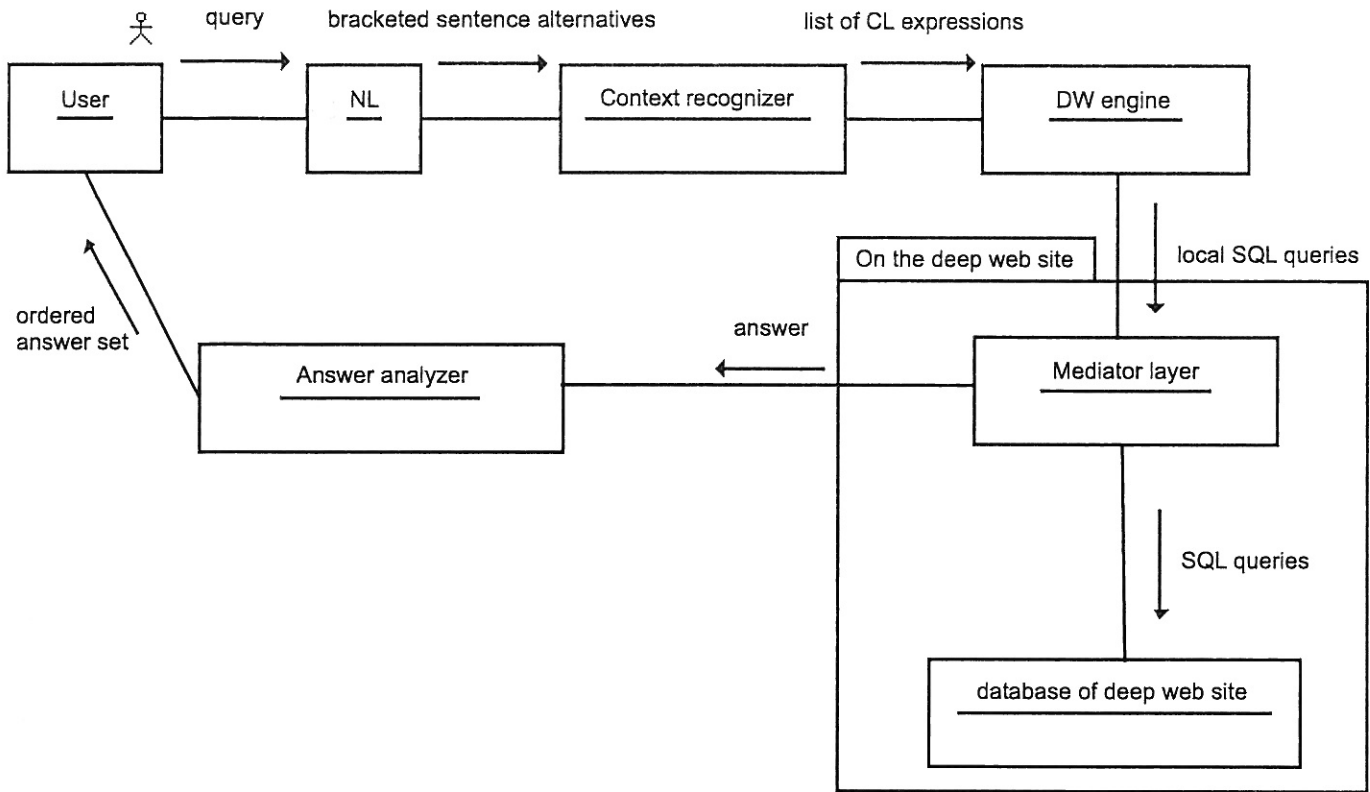 query
bracketed sentence alternatives
list of CL expressions
User
NL
Context recognizer
DW engine
On the deep web site
local SQL queries
ordered
answer set
answer
Answer analyzer
Mediator layer
SQL queries
database of deep web site